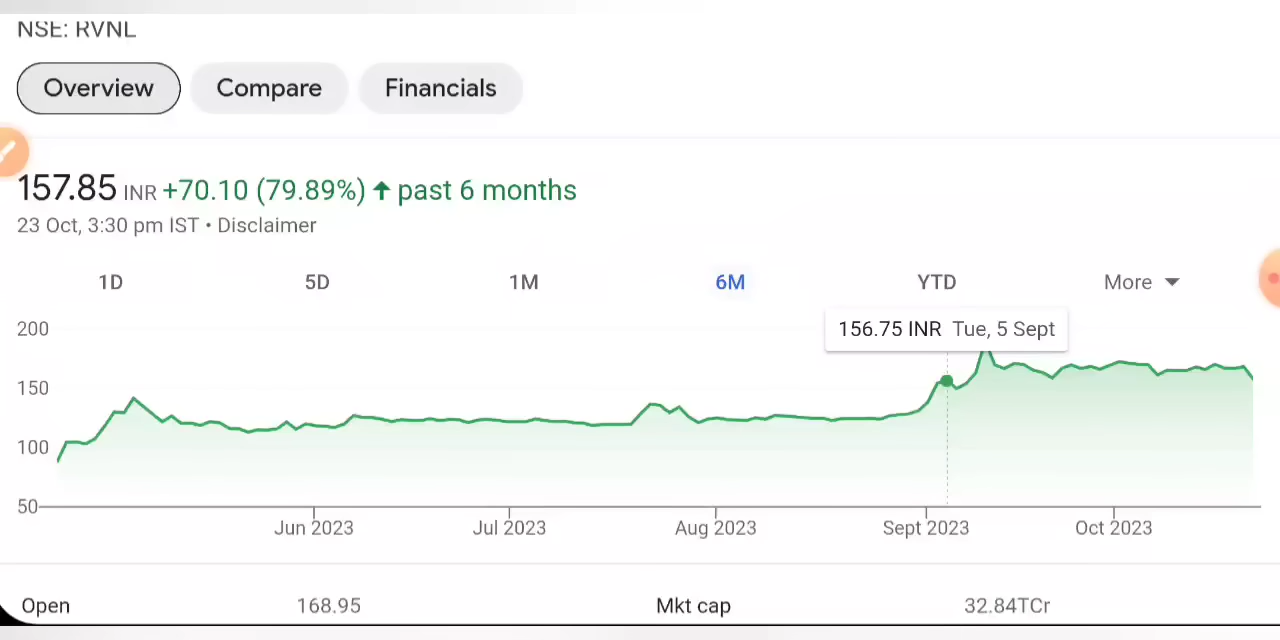 NSE: RVNL
Overview Compare Financials
157.85 INR +70.10 (79.89%) ↑ past 6 months
23 Oct, 3:30 pm IST • Disclaimer
1D 5D 1M 6M YTD More
156.75 INR Tue, 5 Sept
200
150
100
50
Jun 2023 Jul 2023 Aug 2023 Sept 2023 Oct 2023
Open 168.95 Mkt cap 32.84TCr